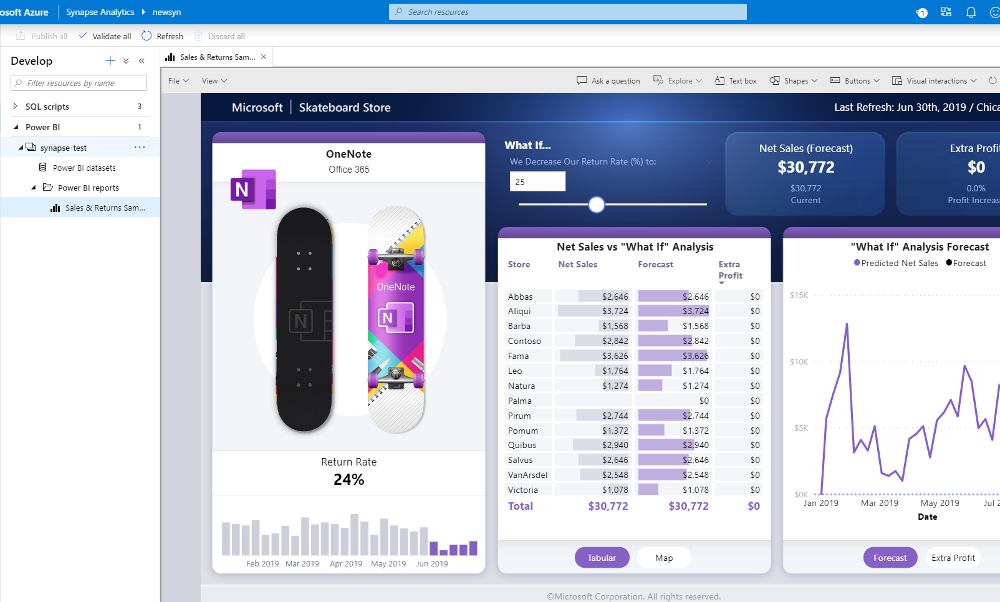 osoft Azure
Synapse Analytics
newsyn
Search resources
1
Publish all
Validate all
Refresh
Discard all
Develop
Filter resources by name
SQL scripts 3
Power BI 1
synapse-test
Power BI datasets
Power BI reports
Sales & Returns Sam...
Sales & Returns Sam...
File
View
Ask a question
Explore
Text box
Shapes
Buttons
Visual interactions
Microsoft
Skateboard Store
Last Refresh: Jun 30th, 2019 / Chica
OneNote
Office 365
N
N
OneNote
N
Return Rate
24%
Feb 2019 Mar 2019 Apr 2019 May 2019 Jun 2019
What If...
We Decrease Our Return Rate (%) to:
25
Net Sales (Forecast)
$30,772
$30,772
Current
Extra Profit
$0
0.0%
Profit Increas
Net Sales vs "What If" Analysis
Store Net Sales Forecast Extra
Profit
Abbas $2,646 $2,646 $0
Aliqui $3,724 $3,724 $0
Barba $1,568 $1,568 $0
Contoso $2,842 $2,842 $0
Fama $3,626 $3,626 $0
Leo $1,764 $1,764 $0
Natura $1,274 $1,274 $0
Palma $0 $0
Pirum $2,744 $2,744 $0
Pomum $1,372 $1,372 $0
Quibus $2,940 $2,940 $0
Salvus $2,646 $2,646 $0
VanArsdel $2,548 $2,548 $0
Victoria $1,078 $1,078 $0
Total $30,772 $30,772 $0
Tabular
Map
"What If" Analysis Forecast
Predicted Net Sales
Forecast
$15K
$10K
$5K
$0K
Jan 2019 Mar 2019 May 2019 Jul 2
Date
Forecast
Extra Profit
©Microsoft Corporation. All rights reserved.